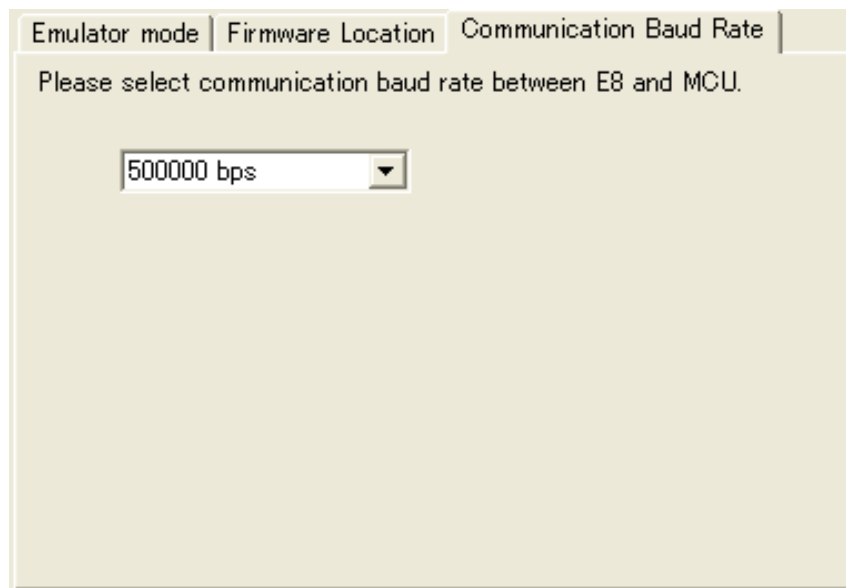 Emulator mode Firmware Location Communication Baud Rate
Please select communication baud rate between E8 and MCU.
500000 bps